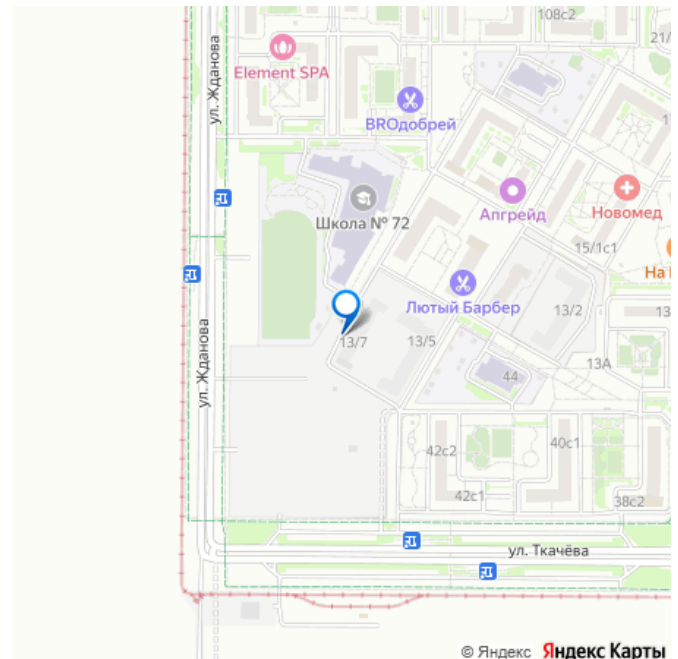 108с2
21/
ул. Жданова
Element SPA
BROдобрей
Школа № 72
Апгрейд
Новомед
15/1с1
На
Лютый Барбер
13/2
13
ул. Жданова
13/7
13/5
13А
44
42с2
40с1
42с1
38с2
ул. Ткачёва
© Яндекс Яндекс Карты